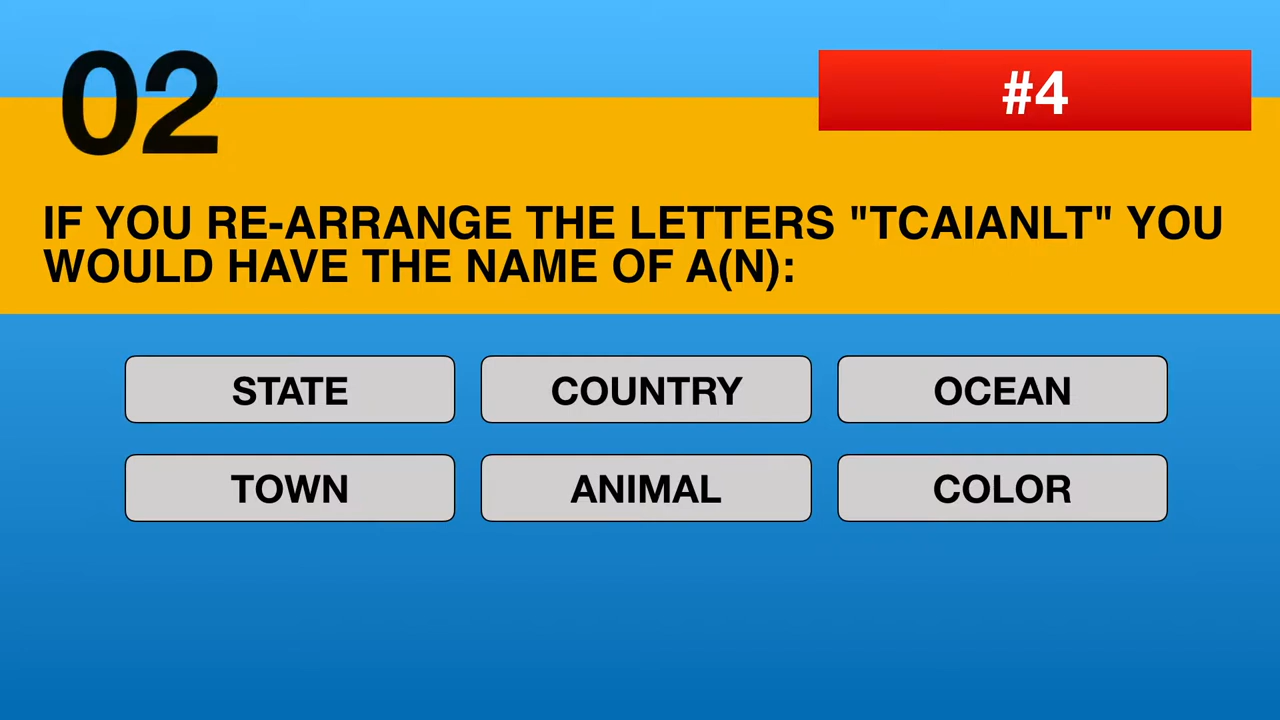 02
#4
IF YOU RE-ARRANGE THE LETTERS "TCAIANLT" YOU
WOULD HAVE THE NAME OF A(N):
STATE
COUNTRY
OCEAN
TOWN
ANIMAL
COLOR